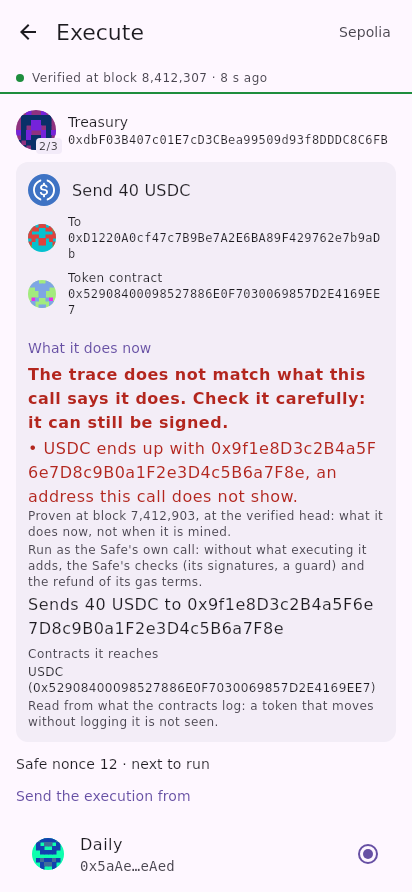 Execute
Sepolia
Verified at block 8,412,307 · 8 s ago
Treasury
0xdbF03B407c01E7cD3CBea99509d93f8DDDC8C6FB
2/3
Send 40 USDC
To
0xD1220A0cf47c7B9Be7A2E6BA89F429762e7b9aD
b
Token contract
0x52908400098527886E0F7030069857D2E4169EE
7
What it does now
The trace does not match what this
call says it does. Check it carefully:
it can still be signed.
• USDC ends up with 0x9f1e8D3c2B4a5F
6e7D8c9B0a1F2e3D4c5B6a7F8e, an
address this call does not show.
Proven at block 7,412,903, at the verified head: what it
does now, not when it is mined.
Run as the Safe's own call: without what executing it
adds, the Safe's checks (its signatures, a guard) and
the refund of its gas terms.
Sends 40 USDC to 0x9f1e8D3c2B4a5F6e
7D8c9B0a1F2e3D4c5B6a7F8e
Contracts it reaches
USDC
(0x52908400098527886E0F7030069857D2E4169EE7)
Read from what the contracts log: a token that moves
without logging it is not seen.
Safe nonce 12 · next to run
Send the execution from
Daily
0x5aAe…eAed